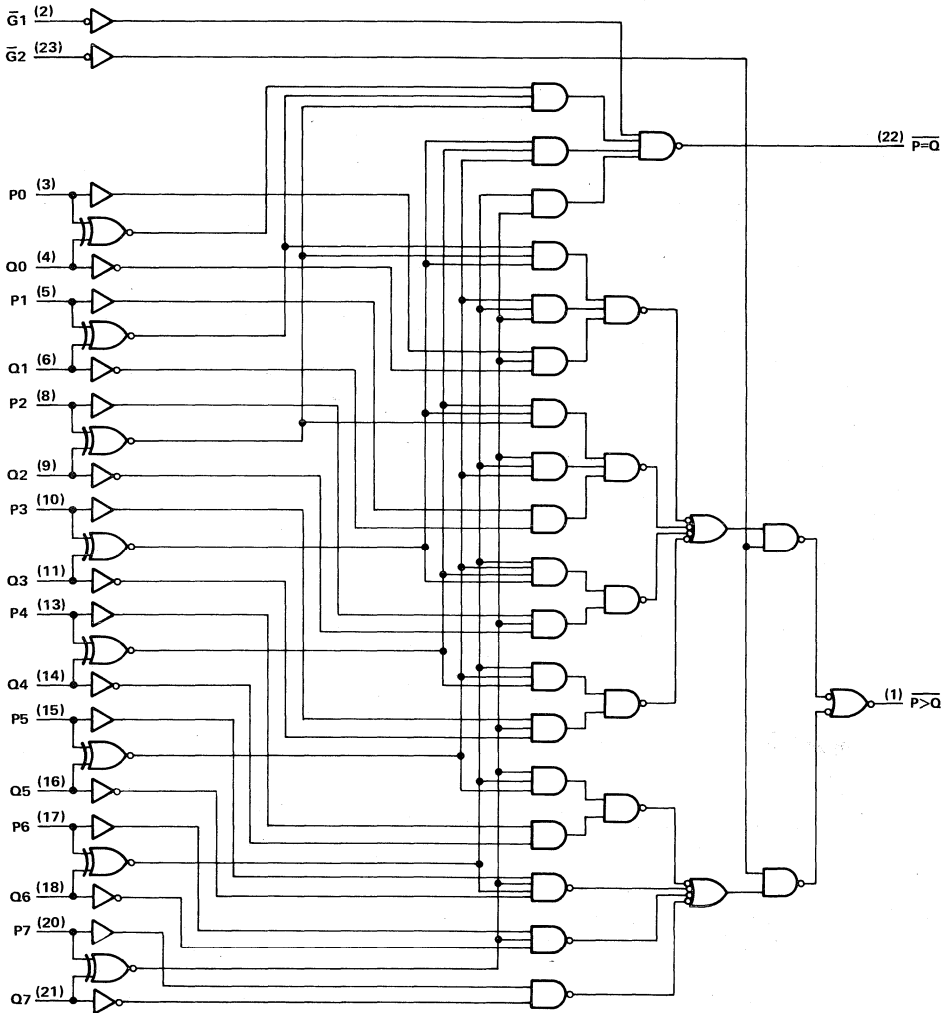 G̅1 (2)
G̅2 (23)
(22) P̅=̅Q̅
P0 (3)
Q0 (4)
P1 (5)
Q1 (6)
P2 (8)
Q2 (9)
P3 (10)
Q3 (11)
P4 (13)
Q4 (14)
(1) P̅>̅Q̅
P5 (15)
Q5 (16)
P6 (17)
Q6 (18)
P7 (20)
Q7 (21)